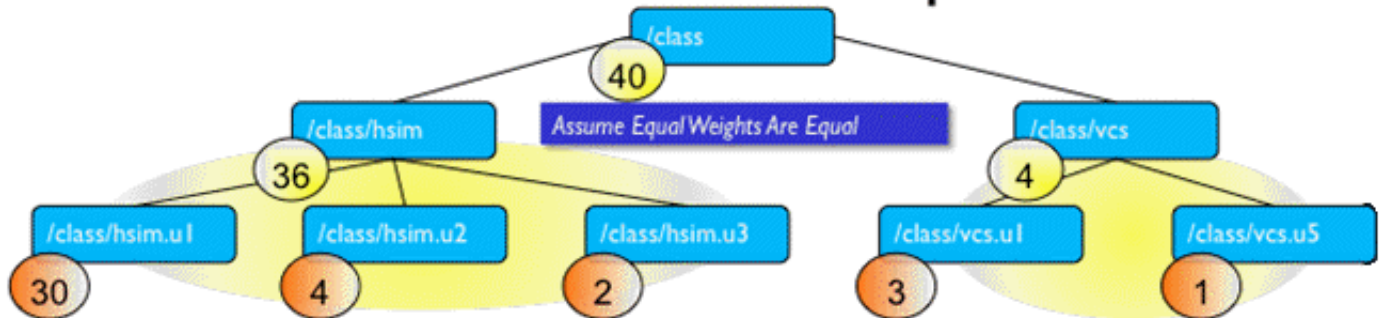 /class
40
/class/hsim
Assume Equal Weights Are Equal
/class/vcs
36
4
/class/hsim.u1
/class/hsim.u2
/class/hsim.u3
/class/vcs.u1
/class/vcs.u5
30
4
2
3
1